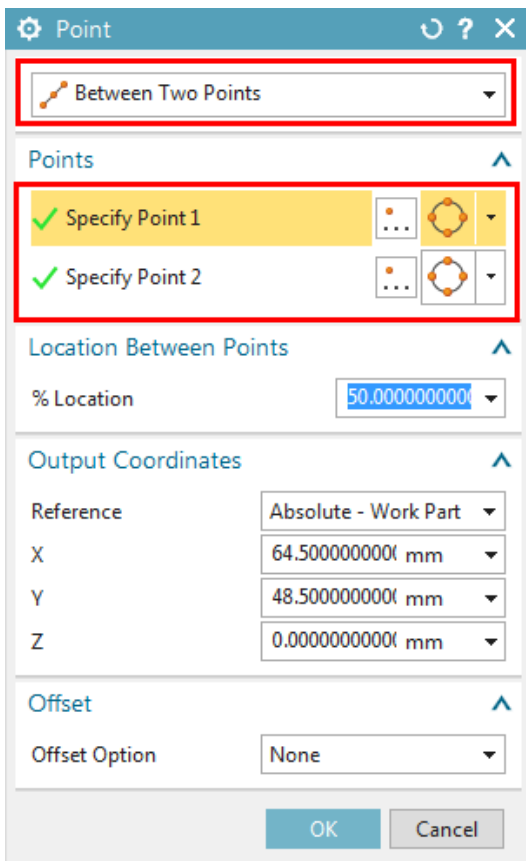 Point ?
Between Two Points
Points
Specify Point 1
Specify Point 2
Location Between Points
% Location 50.0000000000
Output Coordinates
Reference Absolute - Work Part
X 64.5000000000 mm
Y 48.5000000000 mm
Z 0.0000000000 mm
Offset
Offset Option None
OK Cancel